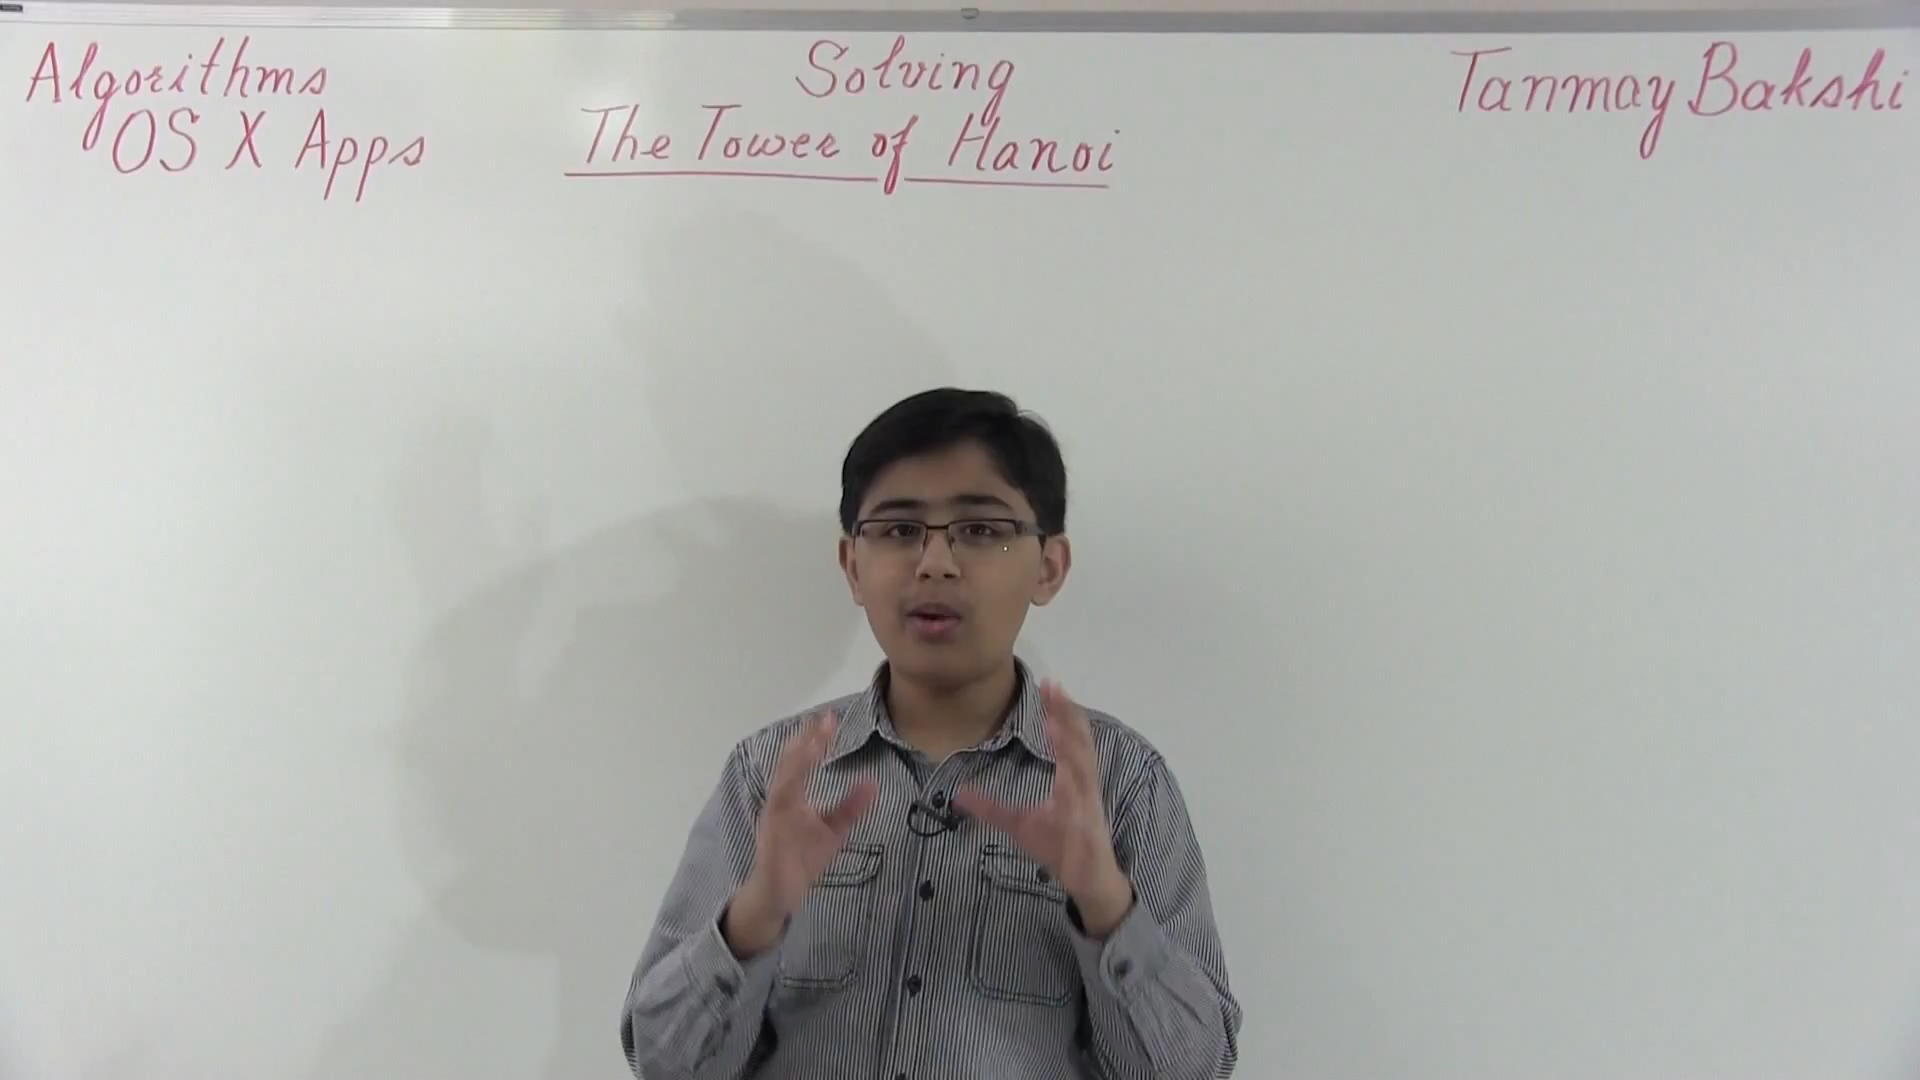 Algorithms
OS X Apps
Solving
The Tower of Hanoi
Tanmay Bakshi